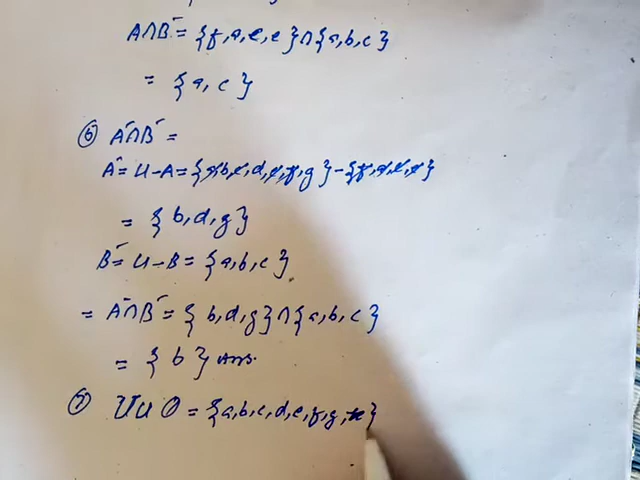 A∩B′ = {f, a, c, e} ∩ {a, b, c}
= {a, c}
⑥ A′∩B′ =
A′ = U - A = {a, b, c, d, e, f, g} - {f, a, c, e}
= {b, d, g}
B′ = U - B = {a, b, c}
= A′∩B′ = {b, d, g} ∩ {a, b, c}
= {b} Ans.
⑦ U∪∅ = {a, b, c, d, e, f, g, }